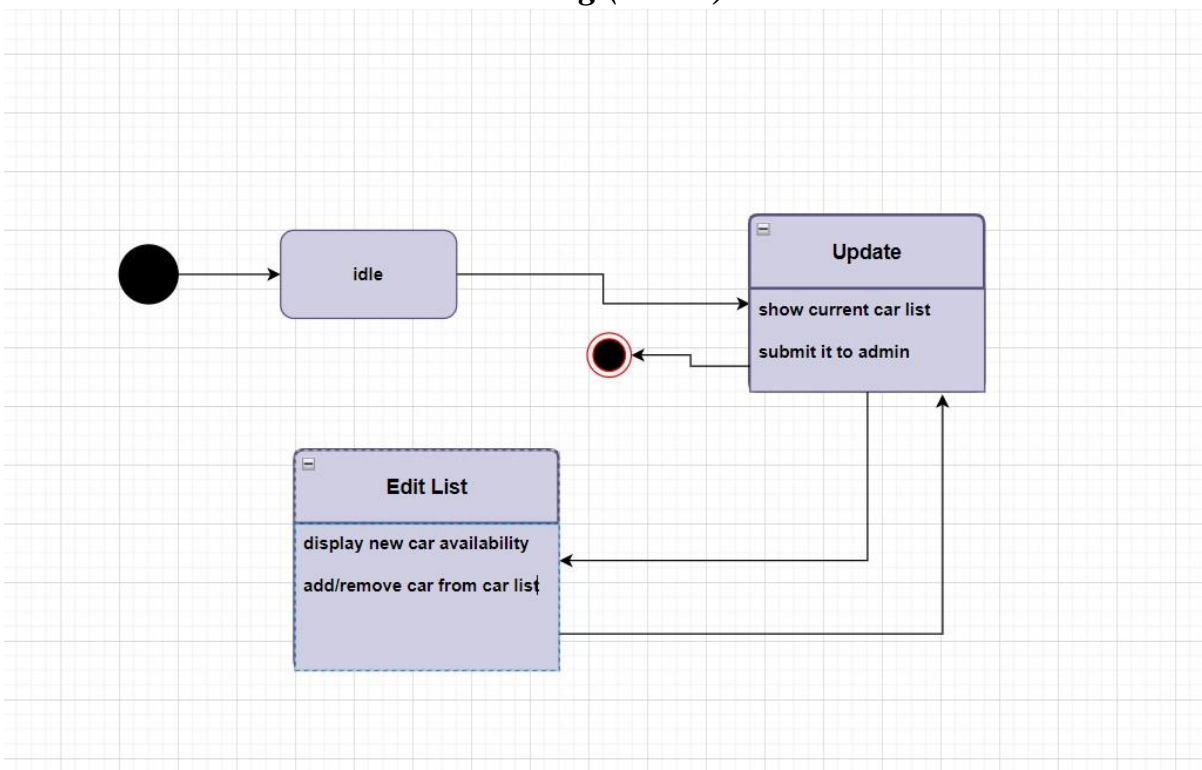 g (
)
idle
Update
show current car list
submit it to admin
Edit List
display new car availability
add/remove car from car list